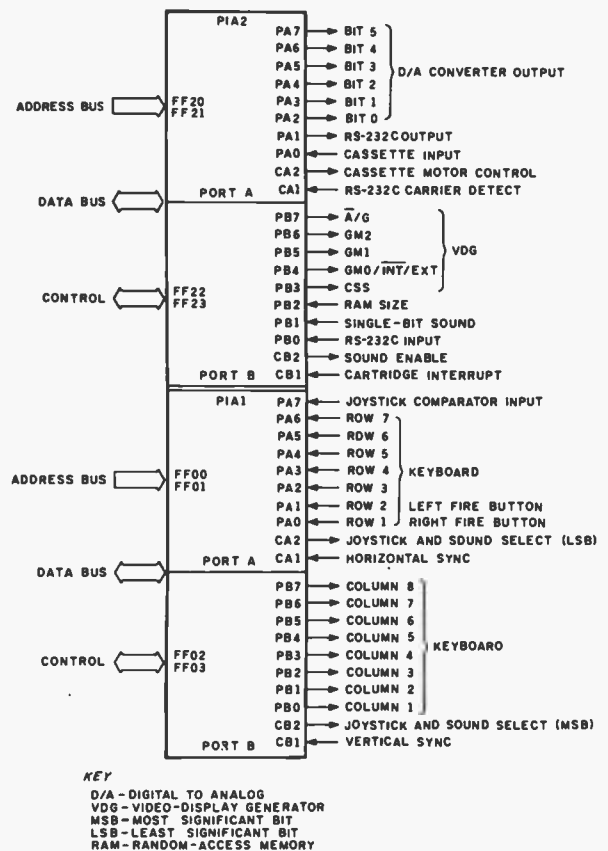 PIA2
PA7 BIT 5
PA6 BIT 4
PA5 BIT 3
PA4 BIT 2
PA3 BIT 1
PA2 BIT 0
D/A CONVERTER OUTPUT
PA1 RS-232C OUTPUT
PA0 CASSETTE INPUT
CA2 CASSETTE MOTOR CONTROL
CA1 RS-232C CARRIER DETECT
ADDRESS BUS FF20
FF21
DATA BUS
PORT A
PB7 A̅/G
PB6 GM2
PB5 GM1
PB4 GM0/I̅N̅T̅/EXT
PB3 CSS
VDG
PB2 RAM SIZE
PB1 SINGLE-BIT SOUND
PB0 RS-232C INPUT
CB2 SOUND ENABLE
CB1 CARTRIDGE INTERRUPT
CONTROL FF22
FF23
PORT B
PIA1
PA7 JOYSTICK COMPARATOR INPUT
PA6 ROW 7
PA5 RDW 6
PA4 ROW 5
PA3 ROW 4
PA2 ROW 3
PA1 ROW 2 LEFT FIRE BUTTON
PA0 ROW 1 RIGHT FIRE BUTTON
KEYBOARD
CA2 JOYSTICK AND SOUND SELECT (LSB)
CA1 HORIZONTAL SYNC
ADDRESS BUS FF00
FF01
PORT A
DATA BUS
PB7 COLUMN 8
PB6 COLUMN 7
PB5 COLUMN 6
PB4 COLUMN 5
PB3 COLUMN 4
PB2 COLUMN 3
PB1 COLUMN 2
PB0 COLUMN 1
KEYBOARD
CB2 JOYSTICK AND SOUND SELECT (MSB)
CB1 VERTICAL SYNC
CONTROL FF02
FF03
PORT B
KEY
D/A - DIGITAL TO ANALOG
VDG - VIDEO-DISPLAY GENERATOR
MSB - MOST SIGNIFICANT BIT
LSB - LEAST SIGNIFICANT BIT
RAM - RANDOM-ACCESS MEMORY